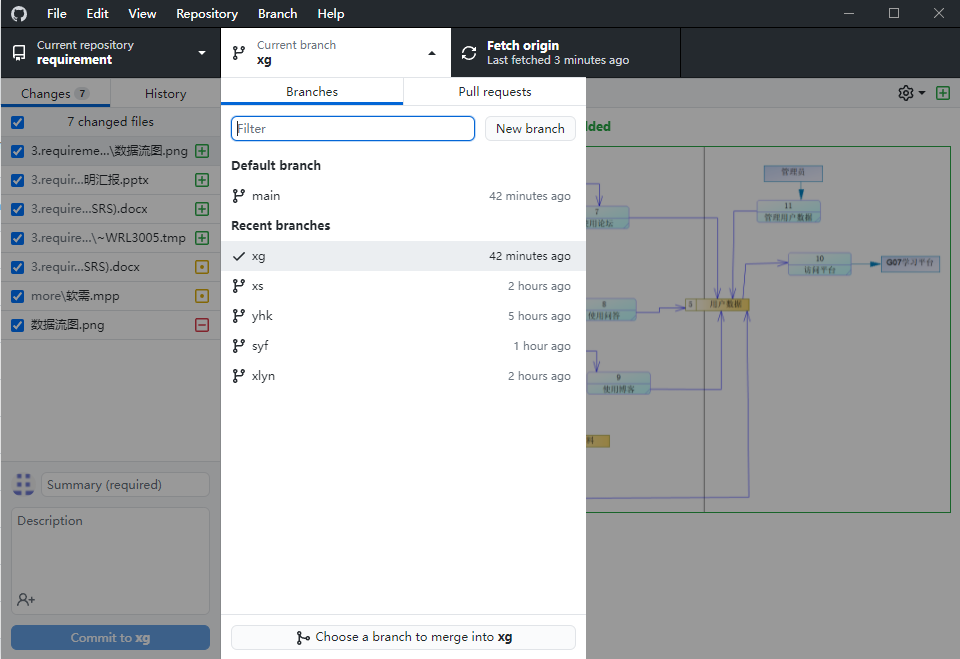 File Edit View Repository Branch Help
Current repository
requirement
Current branch
xg
Fetch origin
Last fetched 3 minutes ago
Changes 7
History
7 changed files
3.requireme...\数据流图.png
3.requir...明汇报.pptx
3.require...SRS).docx
3.require...\~WRL3005.tmp
3.requir...SRS).docx
more\软需.mpp
数据流图.png
Summary (required)
Description
Commit to xg
Branches
Pull requests
Filter
New branch
Default branch
main 42 minutes ago
Recent branches
xg 42 minutes ago
xs 2 hours ago
yhk 5 hours ago
syf 1 hour ago
xlyn 2 hours ago
Choose a branch to merge into xg
dded
管理员
11
管理用户数据
7
使用论坛
10
访问平台
G07学习平台
5 用户数据
8
使用问答
9
使用博客
料